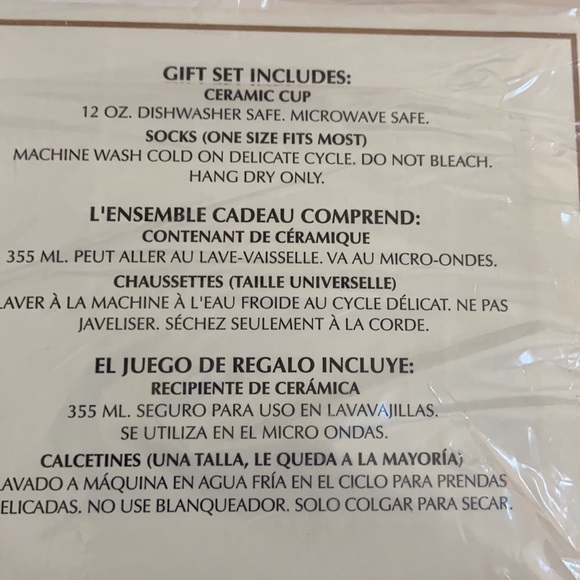 GIFT SET INCLUDES:
CERAMIC CUP
12 OZ. DISHWASHER SAFE. MICROWAVE SAFE.
SOCKS (ONE SIZE FITS MOST)
MACHINE WASH COLD ON DELICATE CYCLE. DO NOT BLEACH.
HANG DRY ONLY.
L'ENSEMBLE CADEAU COMPREND:
CONTENANT DE CÉRAMIQUE
355 ML. PEUT ALLER AU LAVE-VAISSELLE. VA AU MICRO-ONDES.
CHAUSSETTES (TAILLE UNIVERSELLE)
LAVER À LA MACHINE À L'EAU FROIDE AU CYCLE DÉLICAT. NE PAS
JAVELISER. SÉCHEZ SEULEMENT À LA CORDE.
EL JUEGO DE REGALO INCLUYE:
RECIPIENTE DE CERÁMICA
355 ML. SEGURO PARA USO EN LAVAVAJILLAS.
SE UTILIZA EN EL MICRO ONDAS.
CALCETINES (UNA TALLA, LE QUEDA A LA MAYORÍA)
AVADO A MÁQUINA EN AGUA FRÍA EN EL CICLO PARA PRENDAS
ELICADAS. NO USE BLANQUEADOR. SOLO COLGAR PARA SECAR.